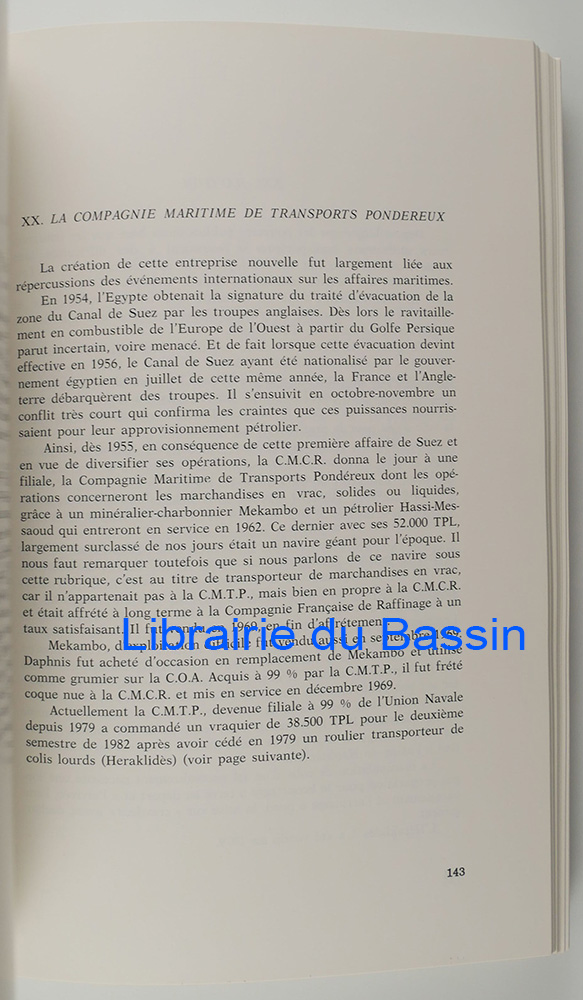 XX. LA COMPAGNIE MARITIME DE TRANSPORTS PONDEREUX
La création de cette entreprise nouvelle fut largement liée aux
répercussions des événements internationaux sur les affaires maritimes.
En 1954, l'Egypte obtenait la signature du traité d'évacuation de la
zone du Canal de Suez par les troupes anglaises. Dès lors le ravitaille-
ment en combustible de l'Europe de l'Ouest à partir du Golfe Persique
parut incertain, voire menacé. Et de fait lorsque cette évacuation devint
effective en 1956, le Canal de Suez ayant été nationalisé par le gouver-
nement égyptien en juillet de cette même année, la France et l'Angle-
terre débarquèrent des troupes. Il s'ensuivit en octobre-novembre un
conflit très court qui confirma les craintes que ces puissances nourris-
saient pour leur approvisionnement pétrolier.
Ainsi, dès 1955, en conséquence de cette première affaire de Suez et
en vue de diversifier ses opérations, la C.M.C.R. donna le jour à une
filiale, la Compagnie Maritime de Transports Pondéreux dont les opé-
rations concerneront les marchandises en vrac, solides ou liquides,
grâce à un minéralier-charbonnier Mekambo et un pétrolier Hassi-Mes-
saoud qui entreront en service en 1962. Ce dernier avec ses 52.000 TPL,
largement surclassé de nos jours était un navire géant pour l'époque. Il
nous faut remarquer toutefois que si nous parlons de ce navire sous
cette rubrique, c'est au titre de transporteur de marchandises en vrac,
car il n'appartenait pas à la C.M.T.P., mais bien en propre à la C.M.C.R.
et était affrété à long terme à la Compagnie Française de Raffinage à un
taux satisfaisant. Il fut vendu en 1969, en fin d'affrètement.
Mekambo, d'exploitation difficile fut vendu aussi en septembre 1969.
Librairie du Bassin
Daphnis fut acheté d'occasion en remplacement de Mekambo et utilisé
comme grumier sur la C.O.A. Acquis à 99 % par la C.M.T.P., il fut frété
coque nue à la C.M.C.R. et mis en service en décembre 1969.
Actuellement la C.M.T.P., devenue filiale à 99 % de l'Union Navale
depuis 1979 a commandé un vraquier de 38.500 TPL pour le deuxième
semestre de 1982 après avoir cédé en 1979 un roulier transporteur de
colis lourds (Heraklidès) (voir page suivante).
143